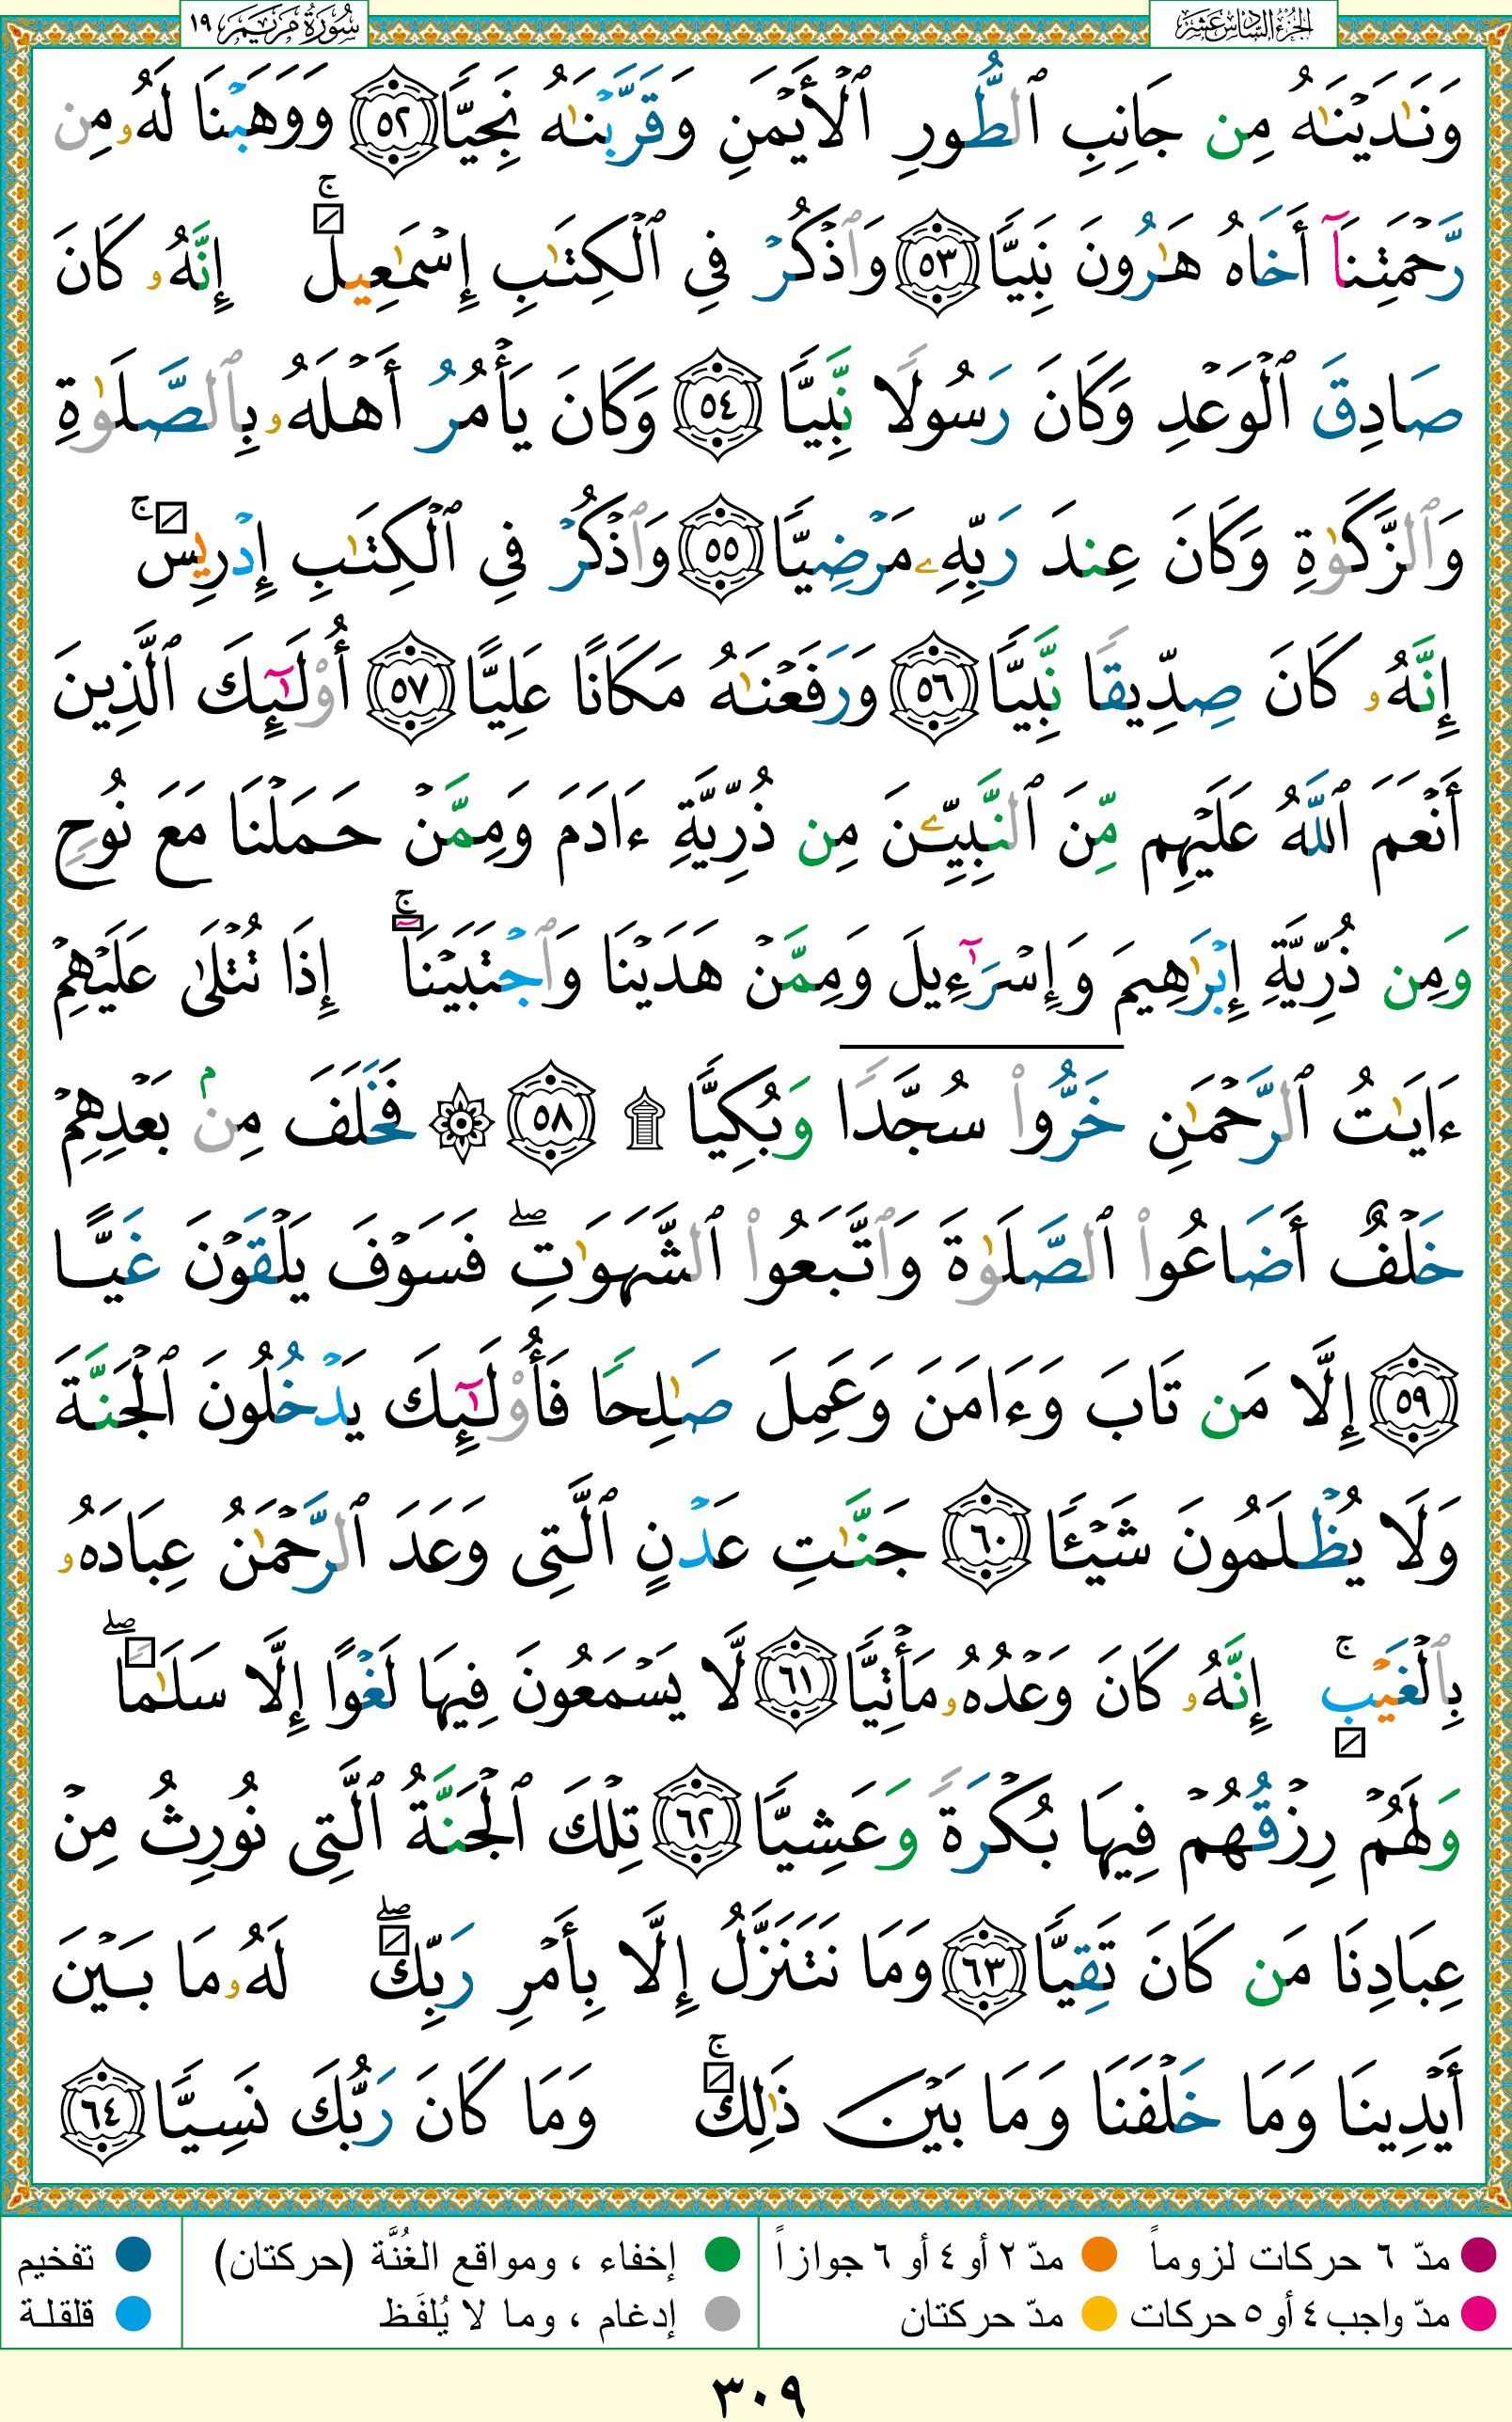 الجزء السادس عشر
سورة مريم ١٩
وَنَٰدَيۡنَٰهُ مِن جَانِبِ ٱلطُّورِ ٱلۡأَيۡمَنِ وَقَرَّبۡنَٰهُ نَجِيّٗا ٥٢ وَوَهَبۡنَا لَهُۥ مِن
رَّحۡمَتِنَآ أَخَاهُ هَٰرُونَ نَبِيّٗا ٥٣ وَٱذۡكُرۡ فِي ٱلۡكِتَٰبِ إِسۡمَٰعِيلَۚ إِنَّهُۥ كَانَ
صَادِقَ ٱلۡوَعۡدِ وَكَانَ رَسُولٗا نَّبِيّٗا ٥٤ وَكَانَ يَأۡمُرُ أَهۡلَهُۥ بِٱلصَّلَوٰةِ
وَٱلزَّكَوٰةِ وَكَانَ عِندَ رَبِّهِۦ مَرۡضِيّٗا ٥٥ وَٱذۡكُرۡ فِي ٱلۡكِتَٰبِ إِدۡرِيسَۚ
إِنَّهُۥ كَانَ صِدِّيقٗا نَّبِيّٗا ٥٦ وَرَفَعۡنَٰهُ مَكَانًا عَلِيًّا ٥٧ أُوْلَٰٓئِكَ ٱلَّذِينَ
أَنۡعَمَ ٱللَّهُ عَلَيۡهِم مِّنَ ٱلنَّبِيِّـۧنَ مِن ذُرِّيَّةِ ءَادَمَ وَمِمَّنۡ حَمَلۡنَا مَعَ نُوحٖ
وَمِن ذُرِّيَّةِ إِبۡرَٰهِيمَ وَإِسۡرَٰٓءِيلَ وَمِمَّنۡ هَدَيۡنَا وَٱجۡتَبَيۡنَآۚ إِذَا تُتۡلَىٰ عَلَيۡهِمۡ
ءَايَٰتُ ٱلرَّحۡمَٰنِ خَرُّواْ سُجَّدٗا وَبُكِيّٗا ۩ ٥٨ ۞ فَخَلَفَ مِنۢ بَعۡدِهِمۡ
خَلۡفٌ أَضَاعُواْ ٱلصَّلَوٰةَ وَٱتَّبَعُواْ ٱلشَّهَوَٰتِۖ فَسَوۡفَ يَلۡقَوۡنَ غَيًّا
٥٩ إِلَّا مَن تَابَ وَءَامَنَ وَعَمِلَ صَٰلِحٗا فَأُوْلَٰٓئِكَ يَدۡخُلُونَ ٱلۡجَنَّةَ
وَلَا يُظۡلَمُونَ شَيۡـٔٗا ٦٠ جَنَّٰتِ عَدۡنٍ ٱلَّتِي وَعَدَ ٱلرَّحۡمَٰنُ عِبَادَهُۥ
بِٱلۡغَيۡبِۚ إِنَّهُۥ كَانَ وَعۡدُهُۥ مَأۡتِيّٗا ٦١ لَّا يَسۡمَعُونَ فِيهَا لَغۡوًا إِلَّا سَلَٰمٗاۖ
وَلَهُمۡ رِزۡقُهُمۡ فِيهَا بُكۡرَةٗ وَعَشِيّٗا ٦٢ تِلۡكَ ٱلۡجَنَّةُ ٱلَّتِي نُورِثُ مِنۡ
عِبَادِنَا مَن كَانَ تَقِيّٗا ٦٣ وَمَا نَتَنَزَّلُ إِلَّا بِأَمۡرِ رَبِّكَۖ لَهُۥ مَا بَيۡنَ
أَيۡدِينَا وَمَا خَلۡفَنَا وَمَا بَيۡنَ ذَٰلِكَۚ وَمَا كَانَ رَبُّكَ نَسِيّٗا ٦٤
مدّ ٦ حركات لزوماً مدّ ٢ أو ٤ أو ٦ جوازاً إخفاء ، ومواقع الغُنَّة (حركتان) تفخيم
مدّ واجب ٤ أو ٥ حركات مدّ حركتان إدغام ، وما لا يُلفَظ قلقلة
٣٠٩